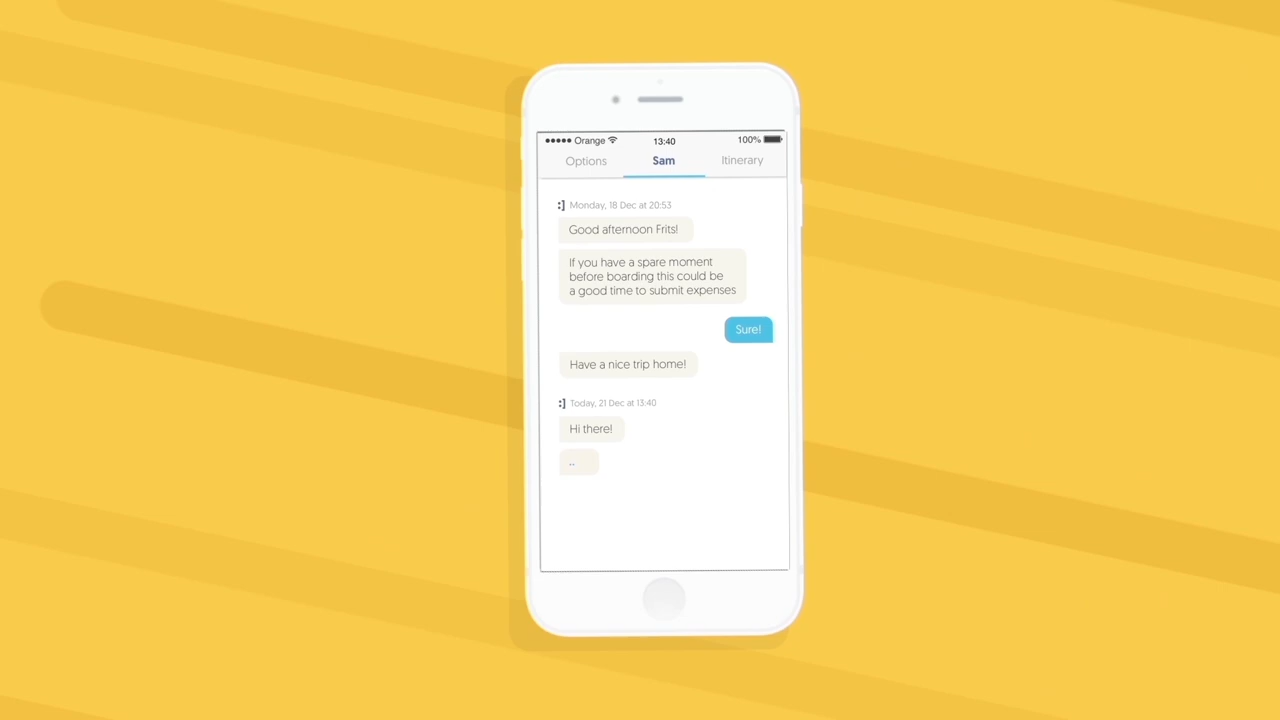 Orange 13:40 100%
Options Sam Itinerary
:] Monday, 18 Dec at 20:53
Good afternoon Frits!
If you have a spare moment
before boarding this could be
a good time to submit expenses
Sure!
Have a nice trip home!
:] Today, 21 Dec at 13:40
Hi there!
..